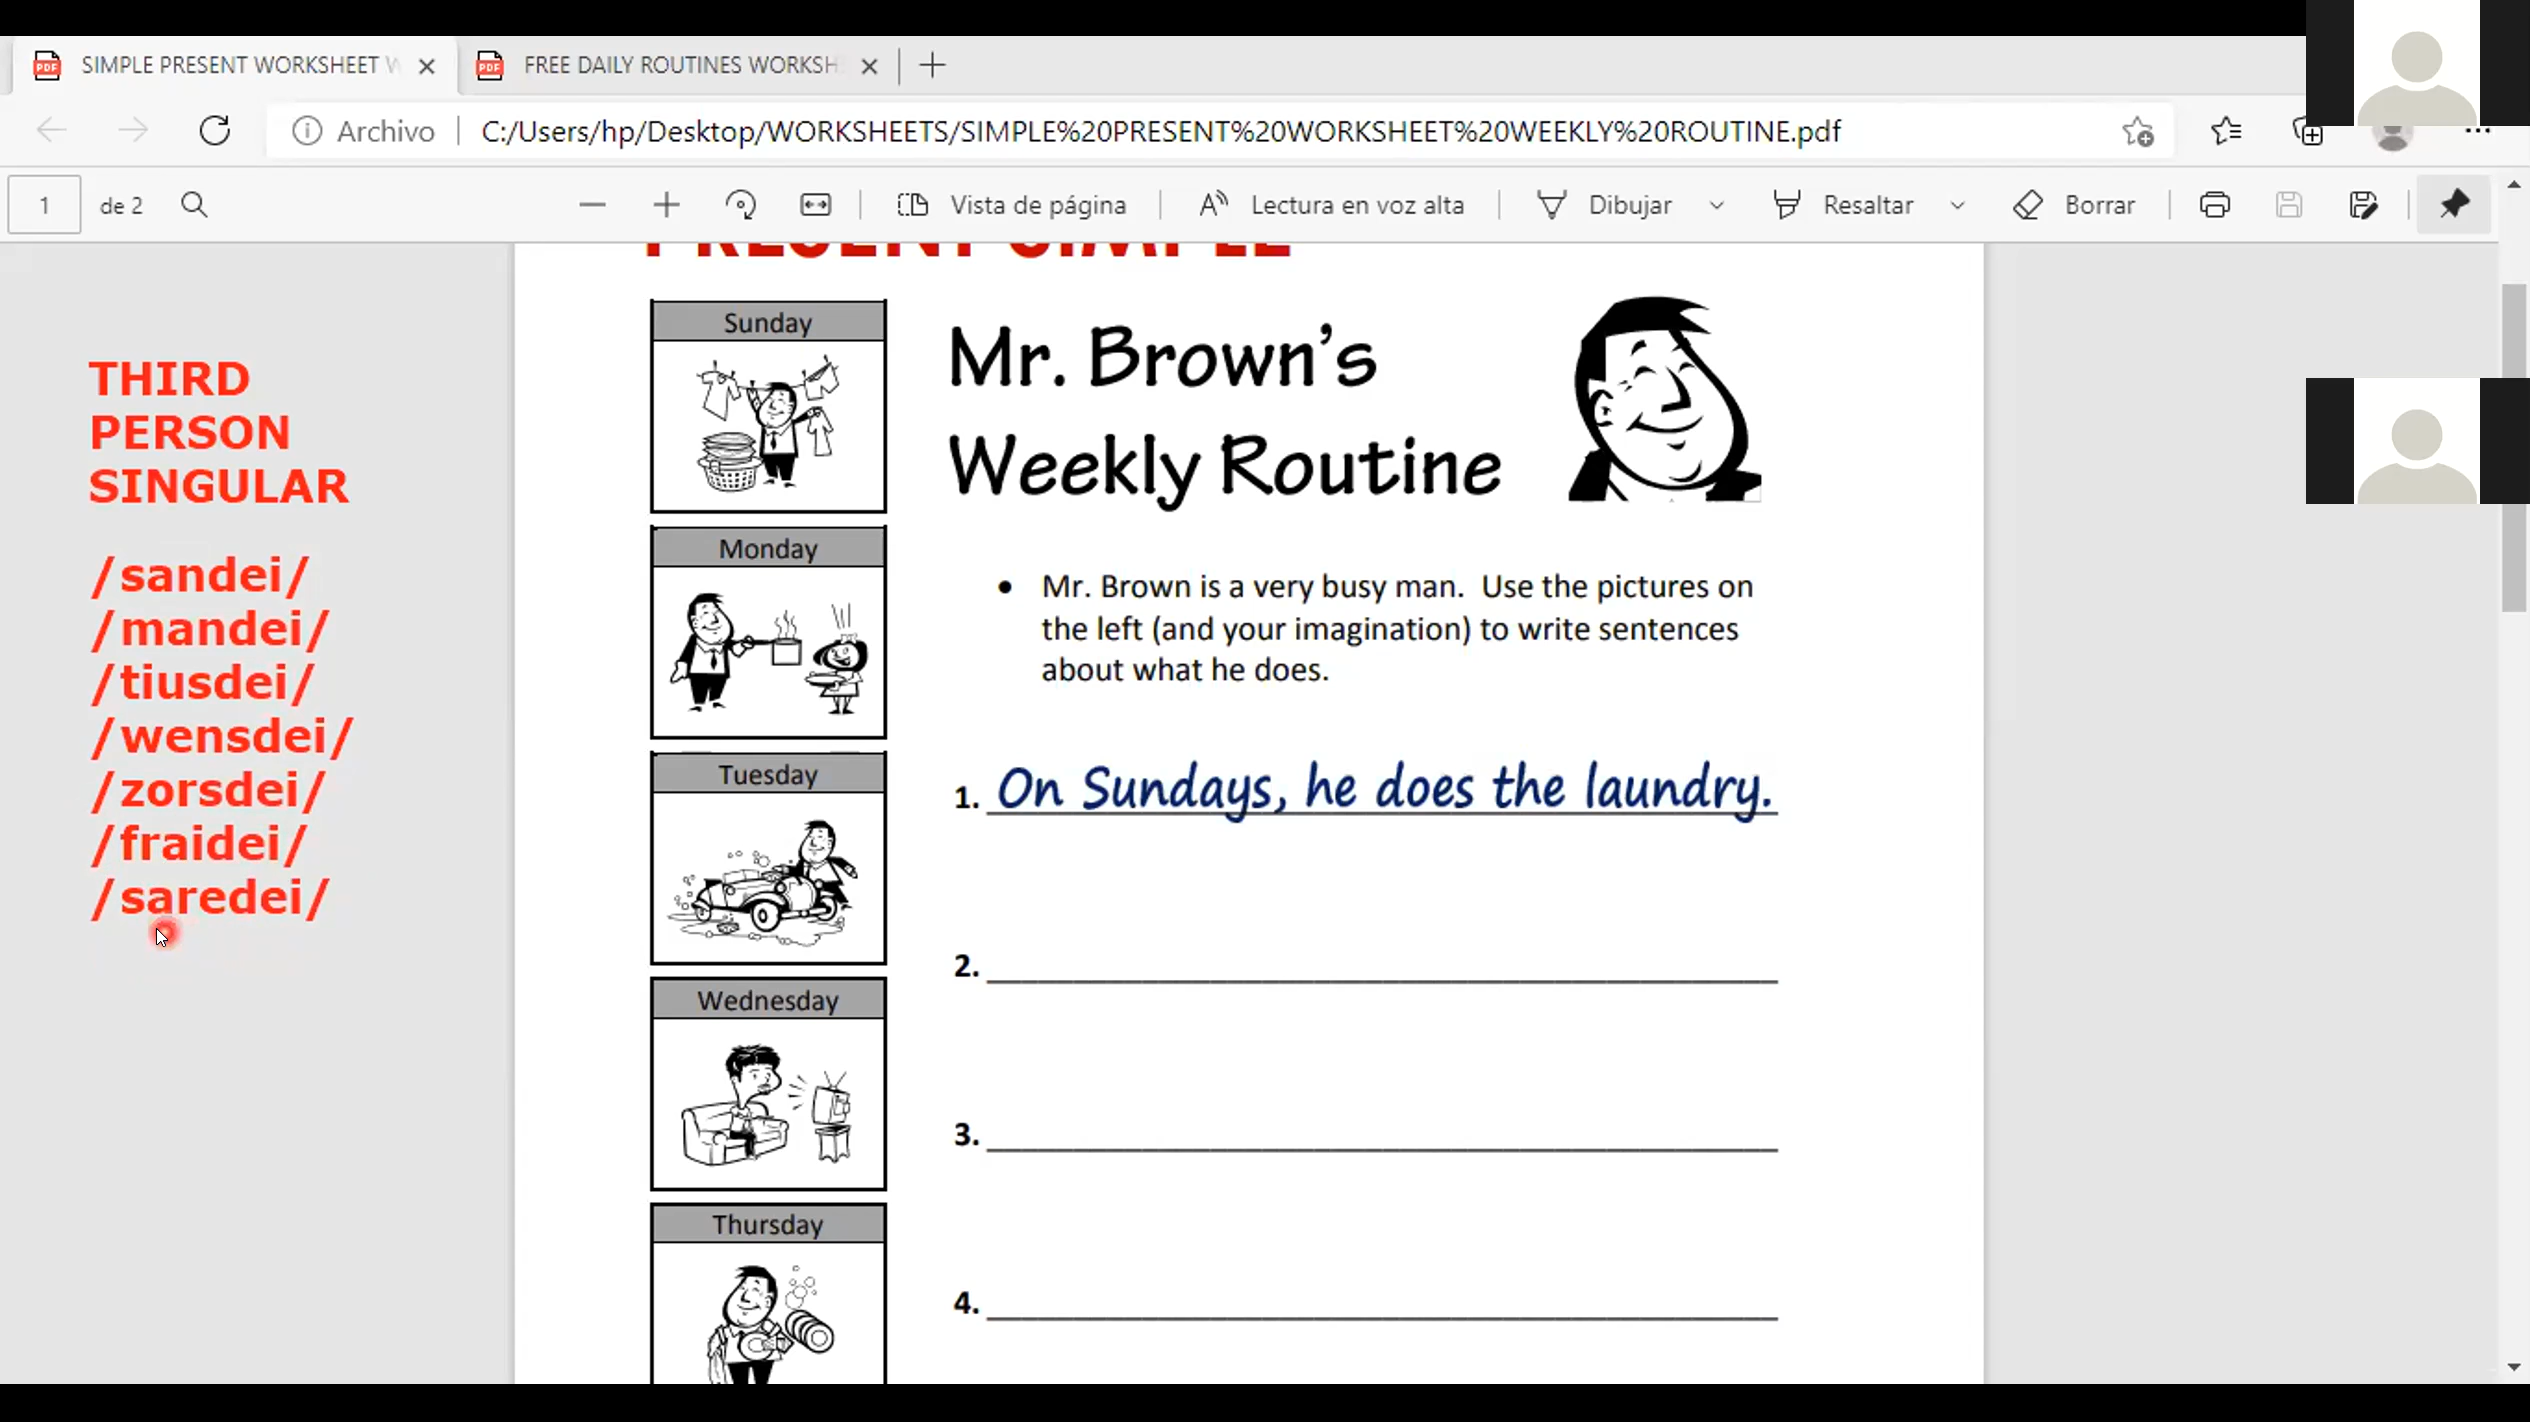 SIMPLE PRESENT WORKSHEET W
FREE DAILY ROUTINES WORKSH
Archivo
C:/Users/hp/Desktop/WORKSHEETS/SIMPLE%20PRESENT%20WORKSHEET%20WEEKLY%20ROUTINE.pdf
1 de 2
Vista de página
Lectura en voz alta
Dibujar
Resaltar
Borrar
PRESENT SIMPLE
THIRD
PERSON
SINGULAR
/sandei/
/mandei/
/tiusdei/
/wensdei/
/zorsdei/
/fraidei/
/saredei/
Sunday
Monday
Tuesday
Wednesday
Thursday
Mr. Brown's
Weekly Routine
• Mr. Brown is a very busy man. Use the pictures on
the left (and your imagination) to write sentences
about what he does.
1. On Sundays, he does the laundry.
2.
3.
4.